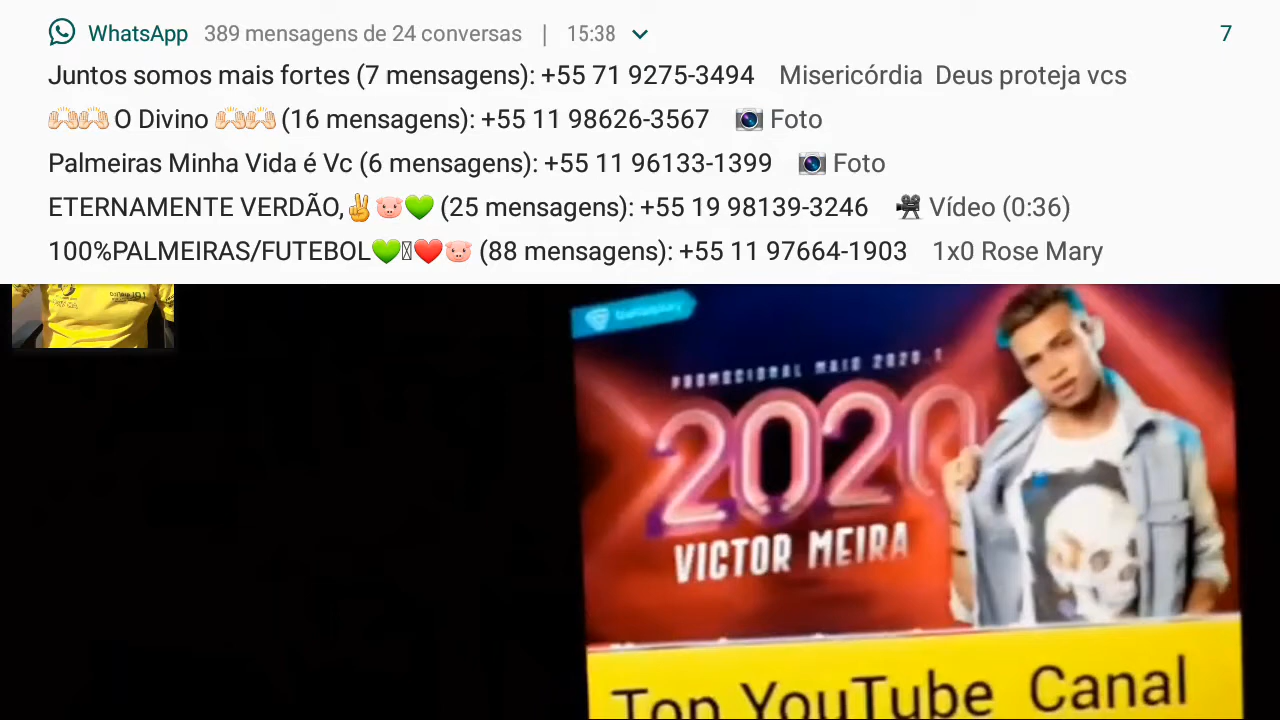 WhatsApp 389 mensagens de 24 conversas | 15:38 7
Juntos somos mais fortes (7 mensagens): +55 71 9275-3494 Misericórdia Deus proteja vcs
🙌🏻🙌🏻 O Divino 🙌🏻🙌🏻 (16 mensagens): +55 11 98626-3567 📷 Foto
Palmeiras Minha Vida é Vc (6 mensagens): +55 11 96133-1399 📷 Foto
ETERNAMENTE VERDÃO,✌🐷💚 (25 mensagens): +55 19 98139-3246 🎥 Vídeo (0:36)
100%PALMEIRAS/FUTEBOL💚❤️🐷 (88 mensagens): +55 11 97664-1903 1x0 Rose Mary
PROMOCIONAL MAIO 2020.1
2020
VICTOR MEIRA
Top YouTube Canal